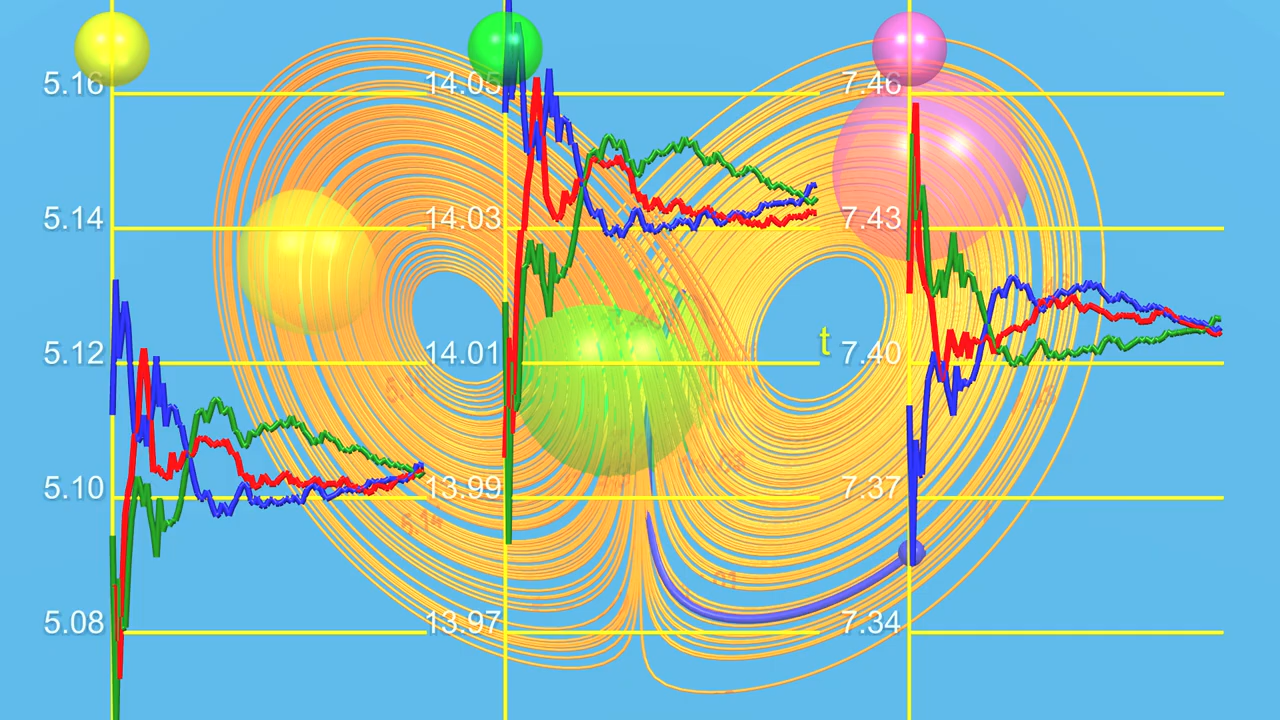 5.16 14.05 7.46
5.14 14.03 7.43
t
5.12 14.01 7.40
5.10 13.99 7.37
5.08 13.97 7.34